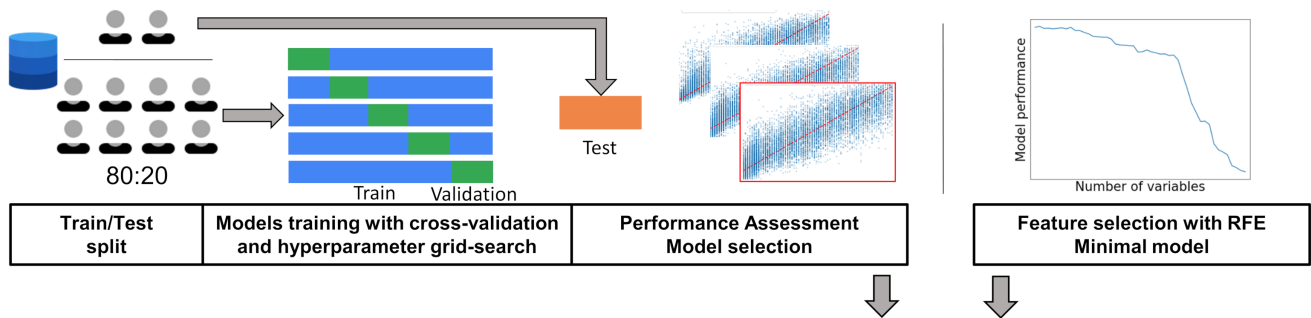 80:20
Train
Validation
Test
Model performance
Number of variables
Train/Test
split
Models training with cross-validation
and hyperparameter grid-search
Performance Assessment
Model selection
Feature selection with RFE
Minimal model